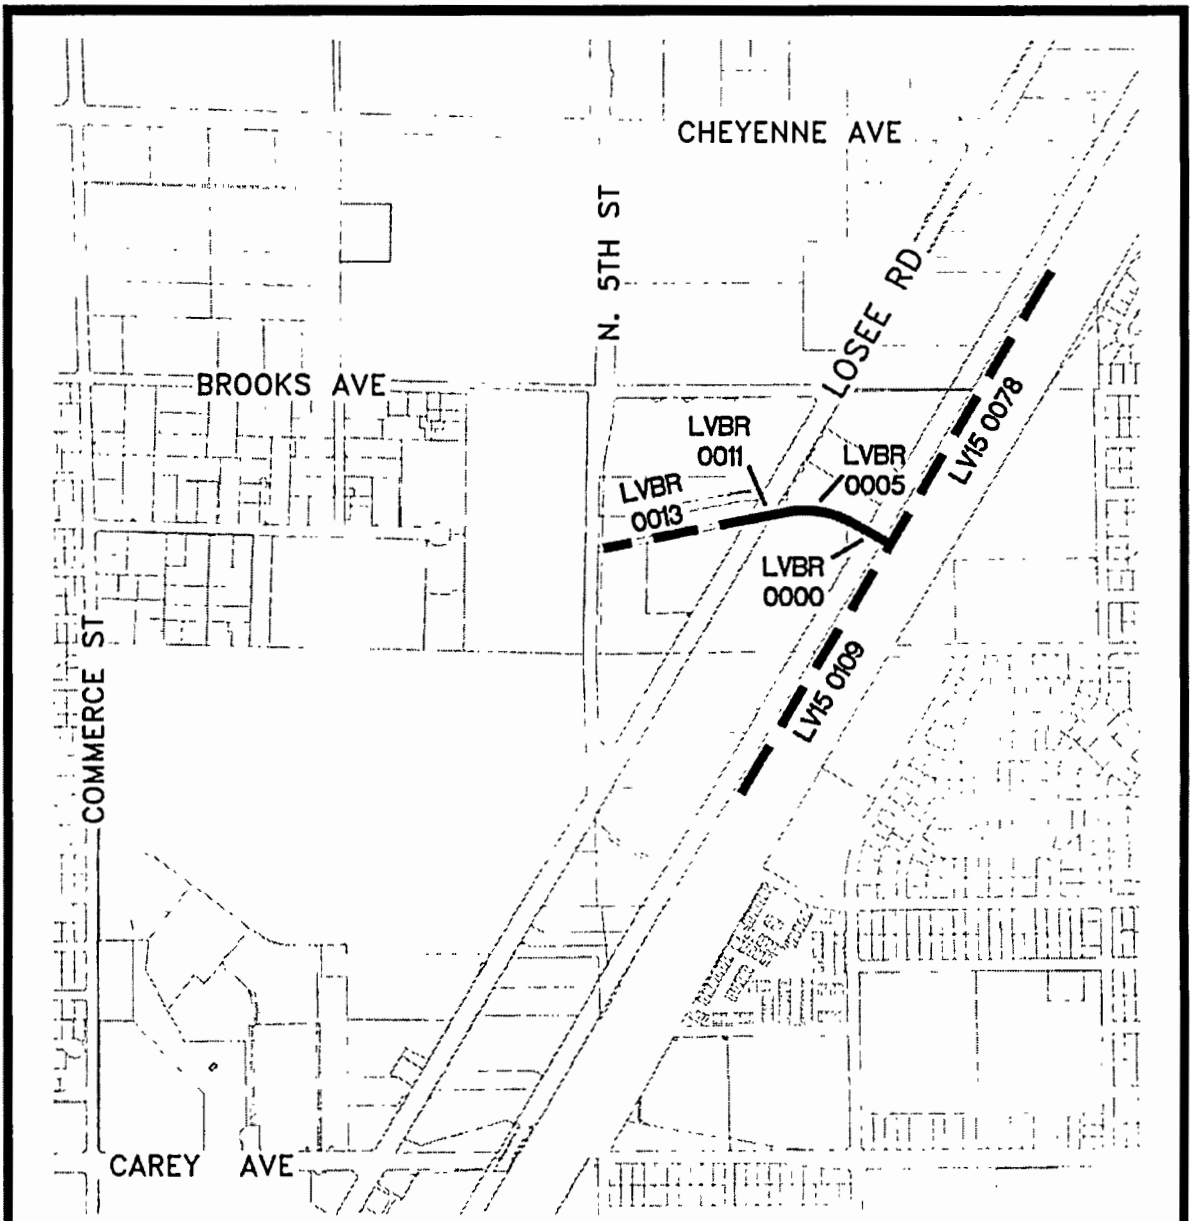 CHEYENNE AVE
N. 5TH ST
LOSEE RD
BROOKS AVE
LVBR
0011
LVBR
0005
LV15 0078
LVBR
0013
LVBR
0000
COMMERCE ST
LV15 0109
CAREY AVE